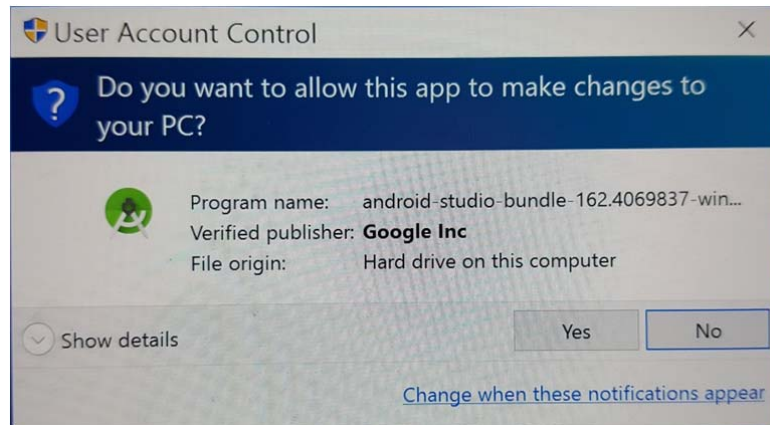 User Account Control
Do you want to allow this app to make changes to
your PC?
Program name: android-studio-bundle-162.4069837-win...
Verified publisher: Google Inc
File origin: Hard drive on this computer
Show details
Yes No
Change when these notifications appear